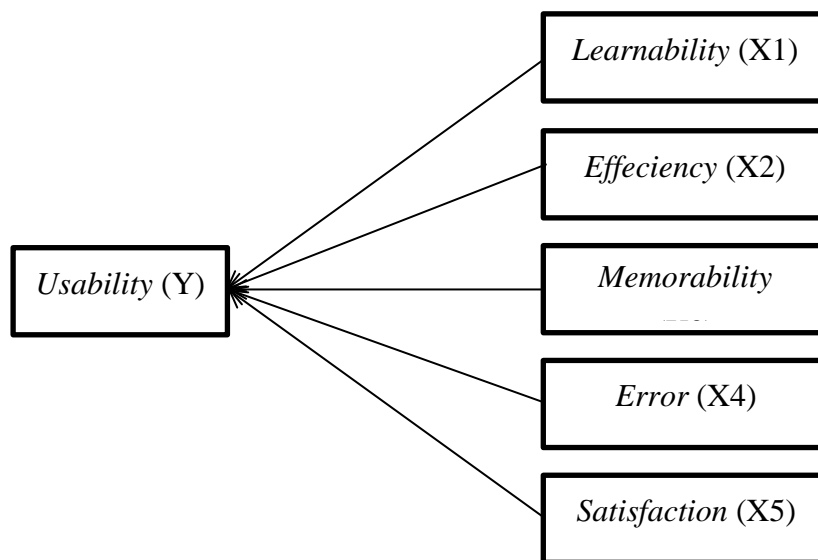 Learnability (X1)
Effeciency (X2)
Usability (Y)
Memorability
Error (X4)
Satisfaction (X5)